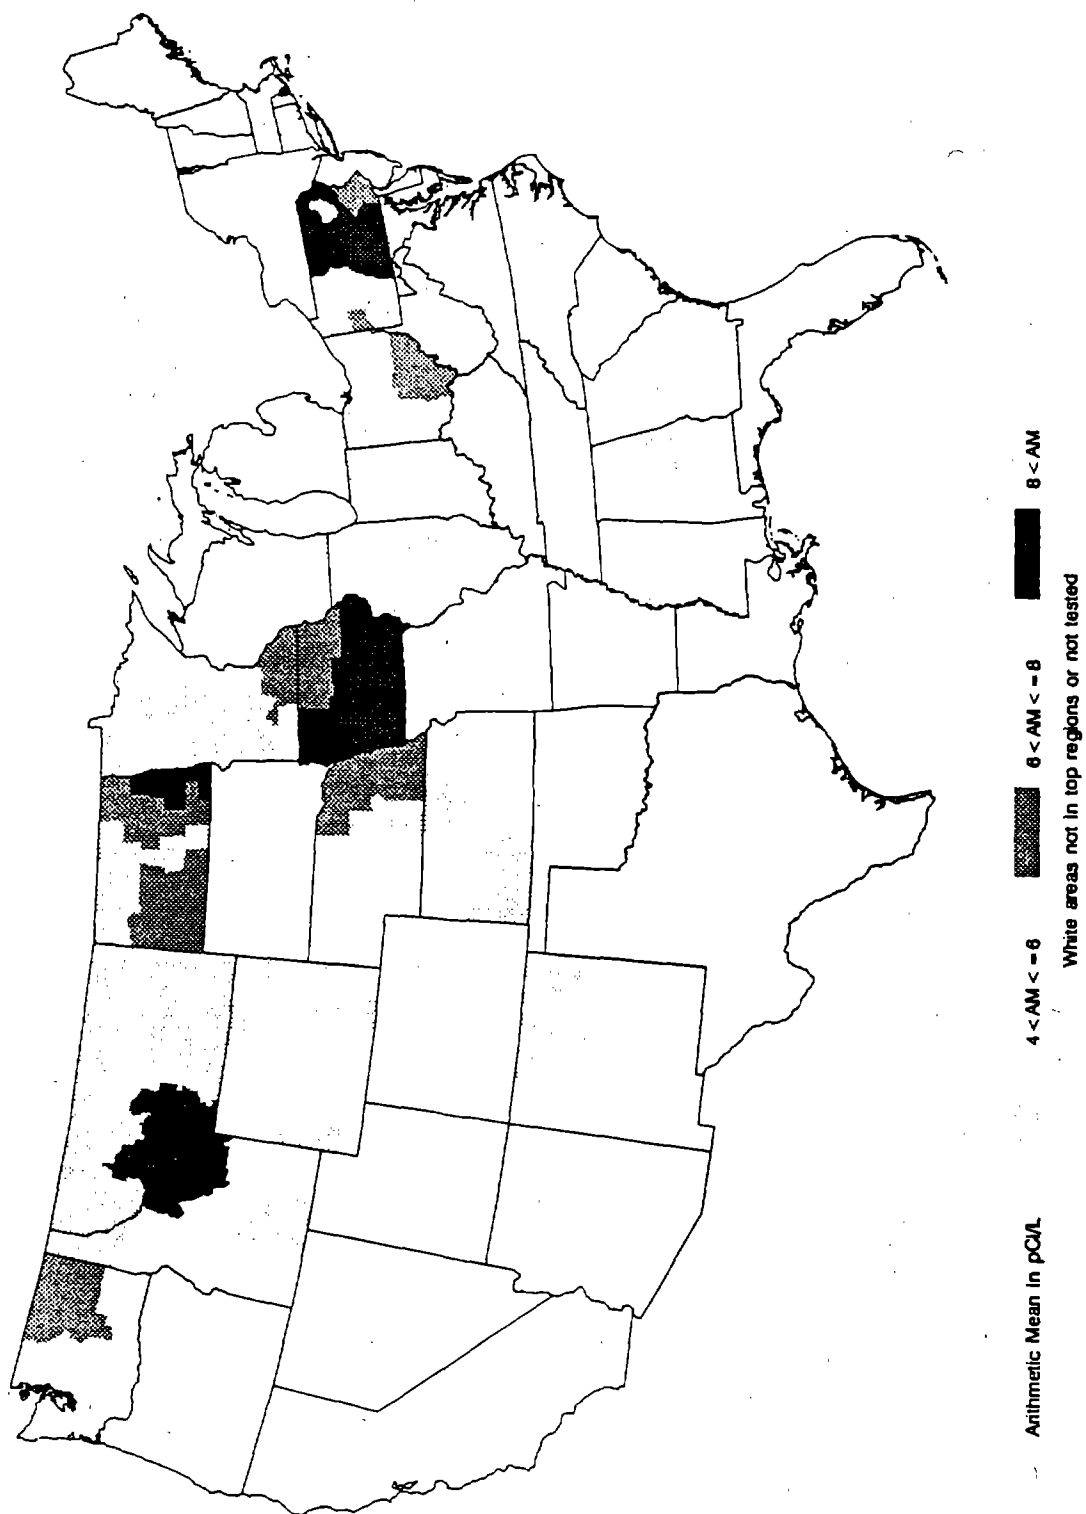 Arithmetic Mean in pCi/L 4 < AM < = 6 6 < AM < = 8 8 < AM
White areas not in top regions or not tested